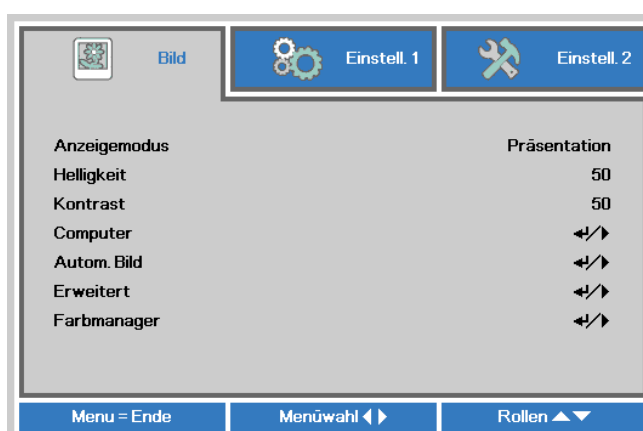 Bild Einstell. 1 Einstell. 2
Anzeigemodus Präsentation
Helligkeit 50
Kontrast 50
Computer ↵/▶
Autom. Bild ↵/▶
Erweitert ↵/▶
Farbmanager ↵/▶
Menu = Ende Menūwahl ◀▶ Rollen ▲▼